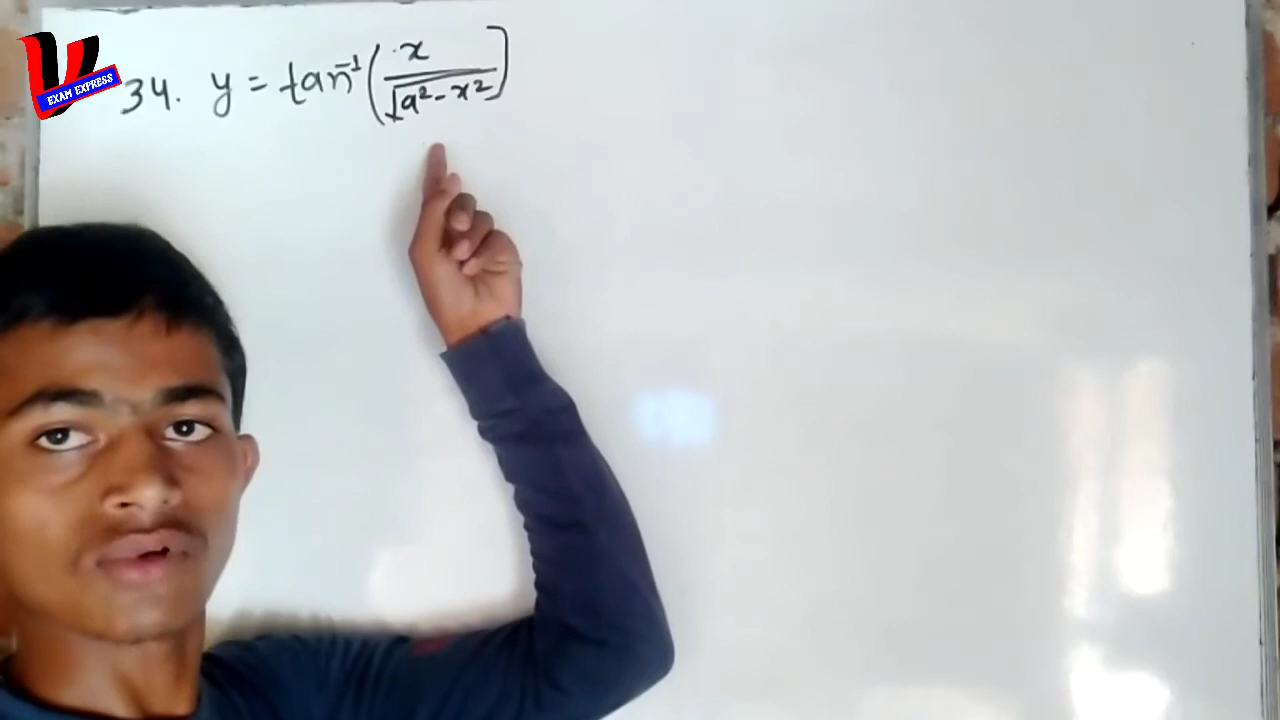 EXAM EXPRESS
34. y = tan⁻¹(x/√a² - x²]